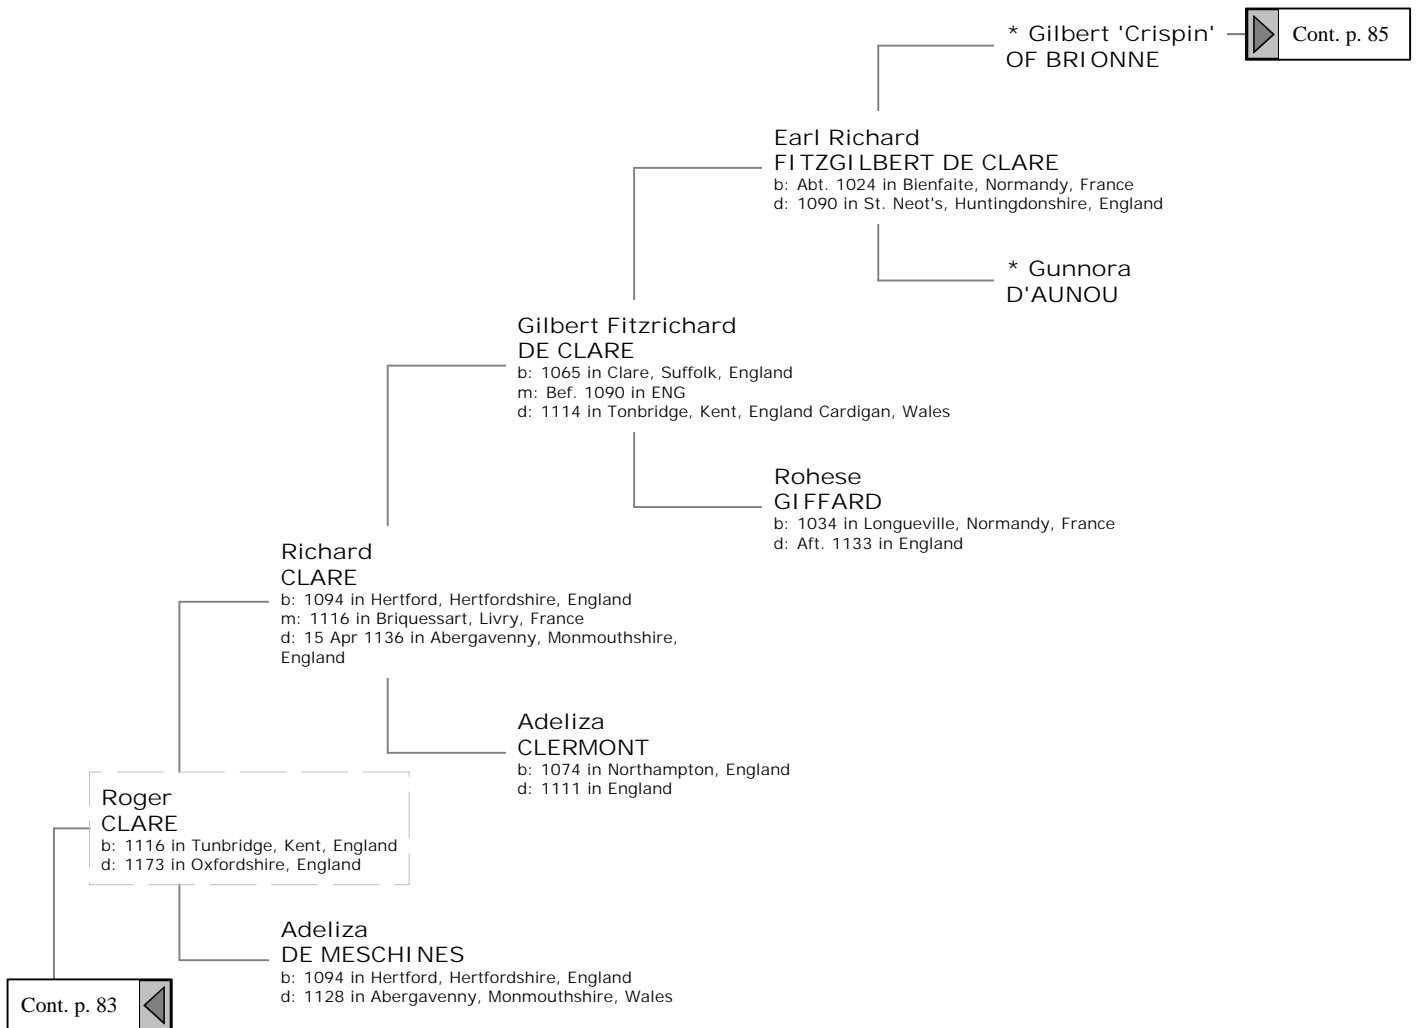 * Gilbert 'Crispin'
OF BRIONNE
Cont. p. 85
Earl Richard
FITZGILBERT DE CLARE
b: Abt. 1024 in Bienfaite, Normandy, France
d: 1090 in St. Neot's, Huntingdonshire, England
* Gunnora
D'AUNOU
Gilbert Fitzrichard
DE CLARE
b: 1065 in Clare, Suffolk, England
m: Bef. 1090 in ENG
d: 1114 in Tonbridge, Kent, England Cardigan, Wales
Rohese
GIFFARD
b: 1034 in Longueville, Normandy, France
d: Aft. 1133 in England
Richard
CLARE
b: 1094 in Hertford, Hertfordshire, England
m: 1116 in Briquessart, Livry, France
d: 15 Apr 1136 in Abergavenny, Monmouthshire,
England
Adeliza
CLERMONT
b: 1074 in Northampton, England
d: 1111 in England
Roger
CLARE
b: 1116 in Tunbridge, Kent, England
d: 1173 in Oxfordshire, England
Adeliza
DE MESCHINES
b: 1094 in Hertford, Hertfordshire, England
d: 1128 in Abergavenny, Monmouthshire, Wales
Cont. p. 83